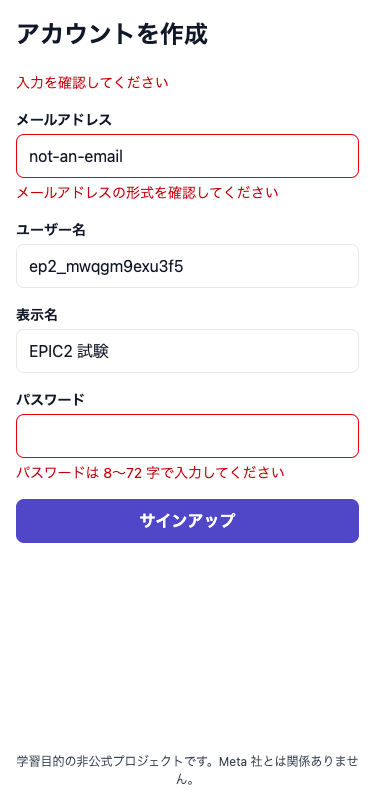 アカウントを作成
入力を確認してください
メールアドレス
not-an-email
メールアドレスの形式を確認してください
ユーザー名
ep2_mwqgm9exu3f5
表示名
EPIC2 試験
パスワード
パスワードは 8〜72 字で入力してください
サインアップ
学習目的の非公式プロジェクトです。Meta 社とは関係ありませ
ん。